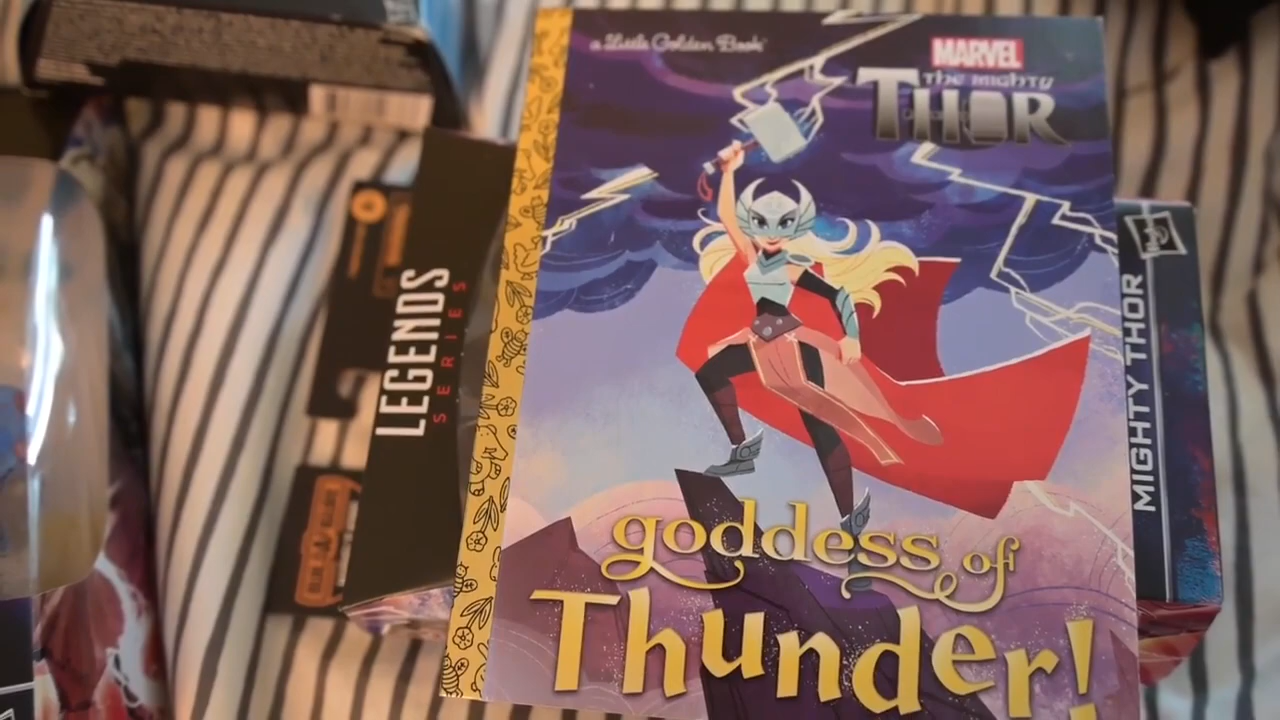 a Little Golden Book
MARVEL
THE MIGHTY
THOR
LEGENDS
SERIES
MIGHTY THOR
goddess of
Thunder!